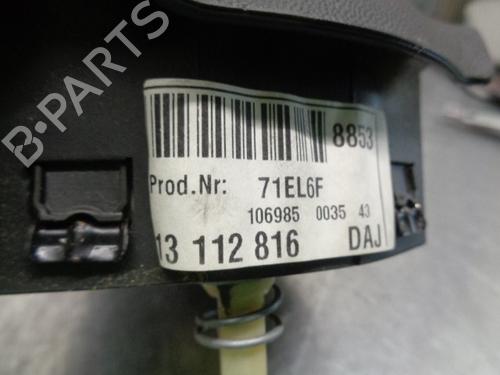 B-PARTS
8853
Prod.Nr: 71EL6F
106985 0035 43
13 112 816 DAJ